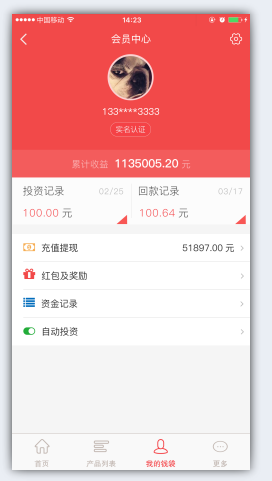 中国移动 14:23
会员中心
133****3333
实名认证
累计收益 1135005.20 元
投资记录 02/25 回款记录 03/17
100.00 元 100.64 元
充值提现 51897.00 元
红包及奖励
资金记录
自动投资
首页 产品列表 我的钱袋 更多